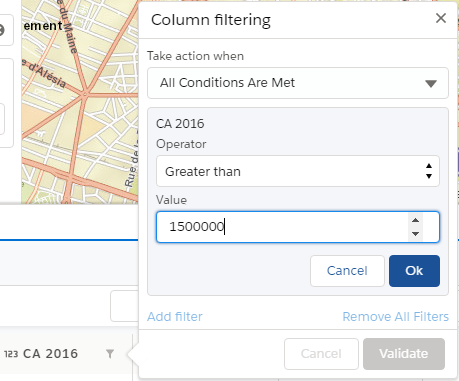 ement
du Maine
e d'Alésia
Rue de
Column filtering
Take action when
All Conditions Are Met
CA 2016
Operator
Greater than
Value
1500000
Cancel
Ok
Add filter
Remove All Filters
Cancel
Validate
123 CA 2016